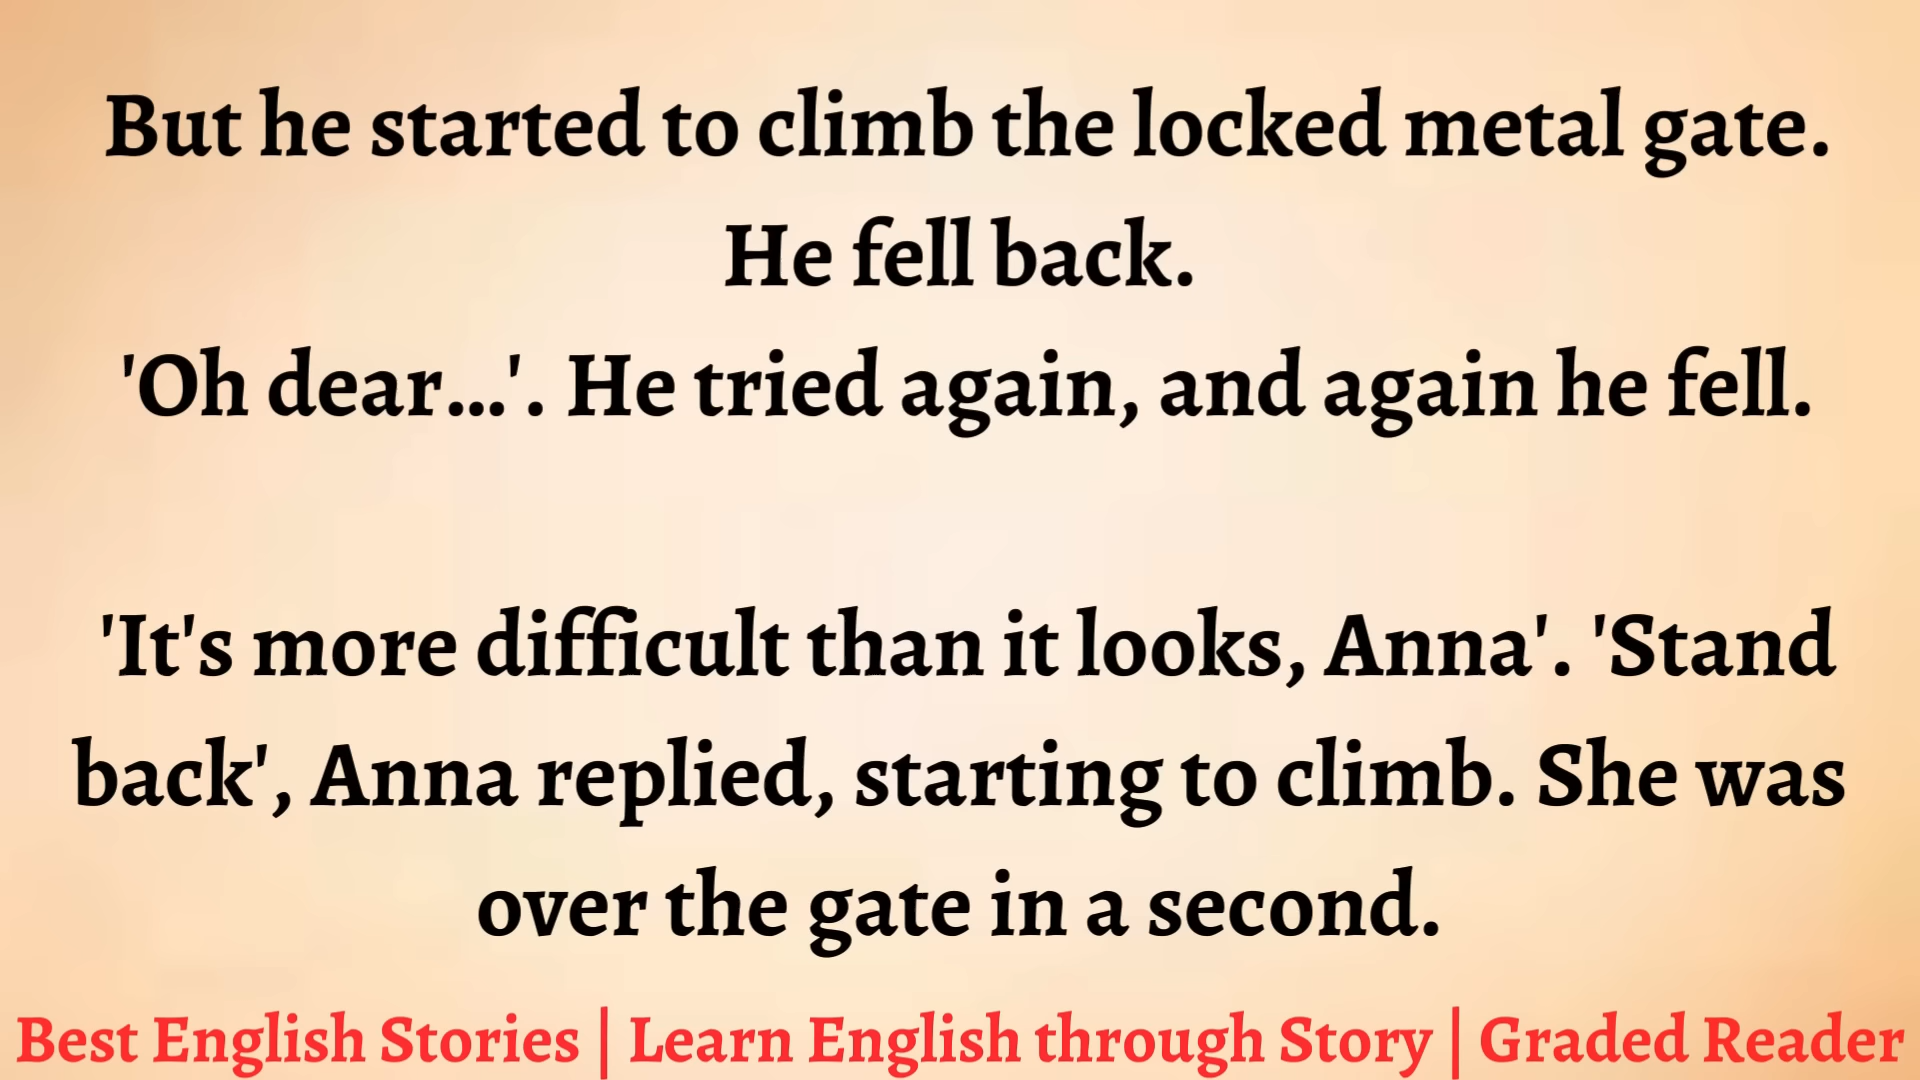 But he started to climb the locked metal gate.
He fell back.
'Oh dear...'. He tried again, and again he fell.
'It's more difficult than it looks, Anna'. 'Stand
back', Anna replied, starting to climb. She was
over the gate in a second.
Best English Stories | Learn English through Story | Graded Reader